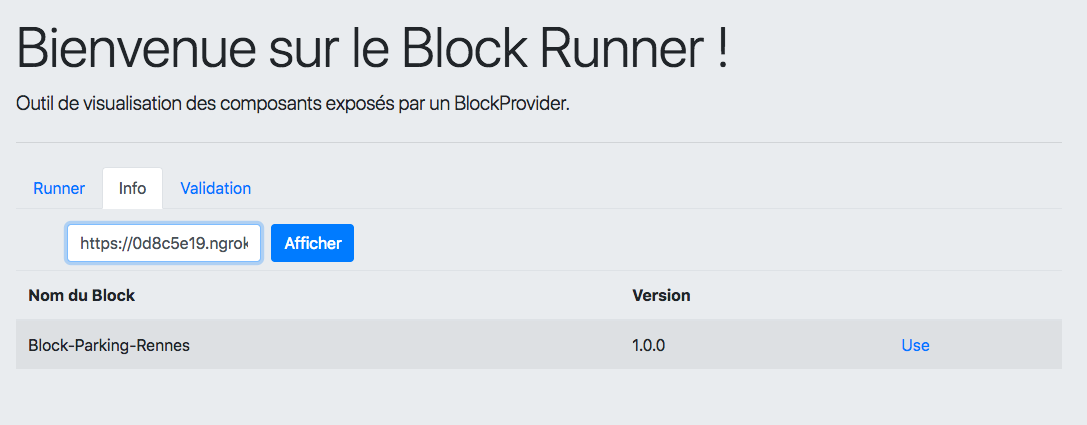 Bienvenue sur le Block Runner !
Outil de visualisation des composants exposés par un BlockProvider.
Runner Info Validation
https://0d8c5e19.ngrok Afficher
Nom du Block Version
Block-Parking-Rennes 1.0.0 Use